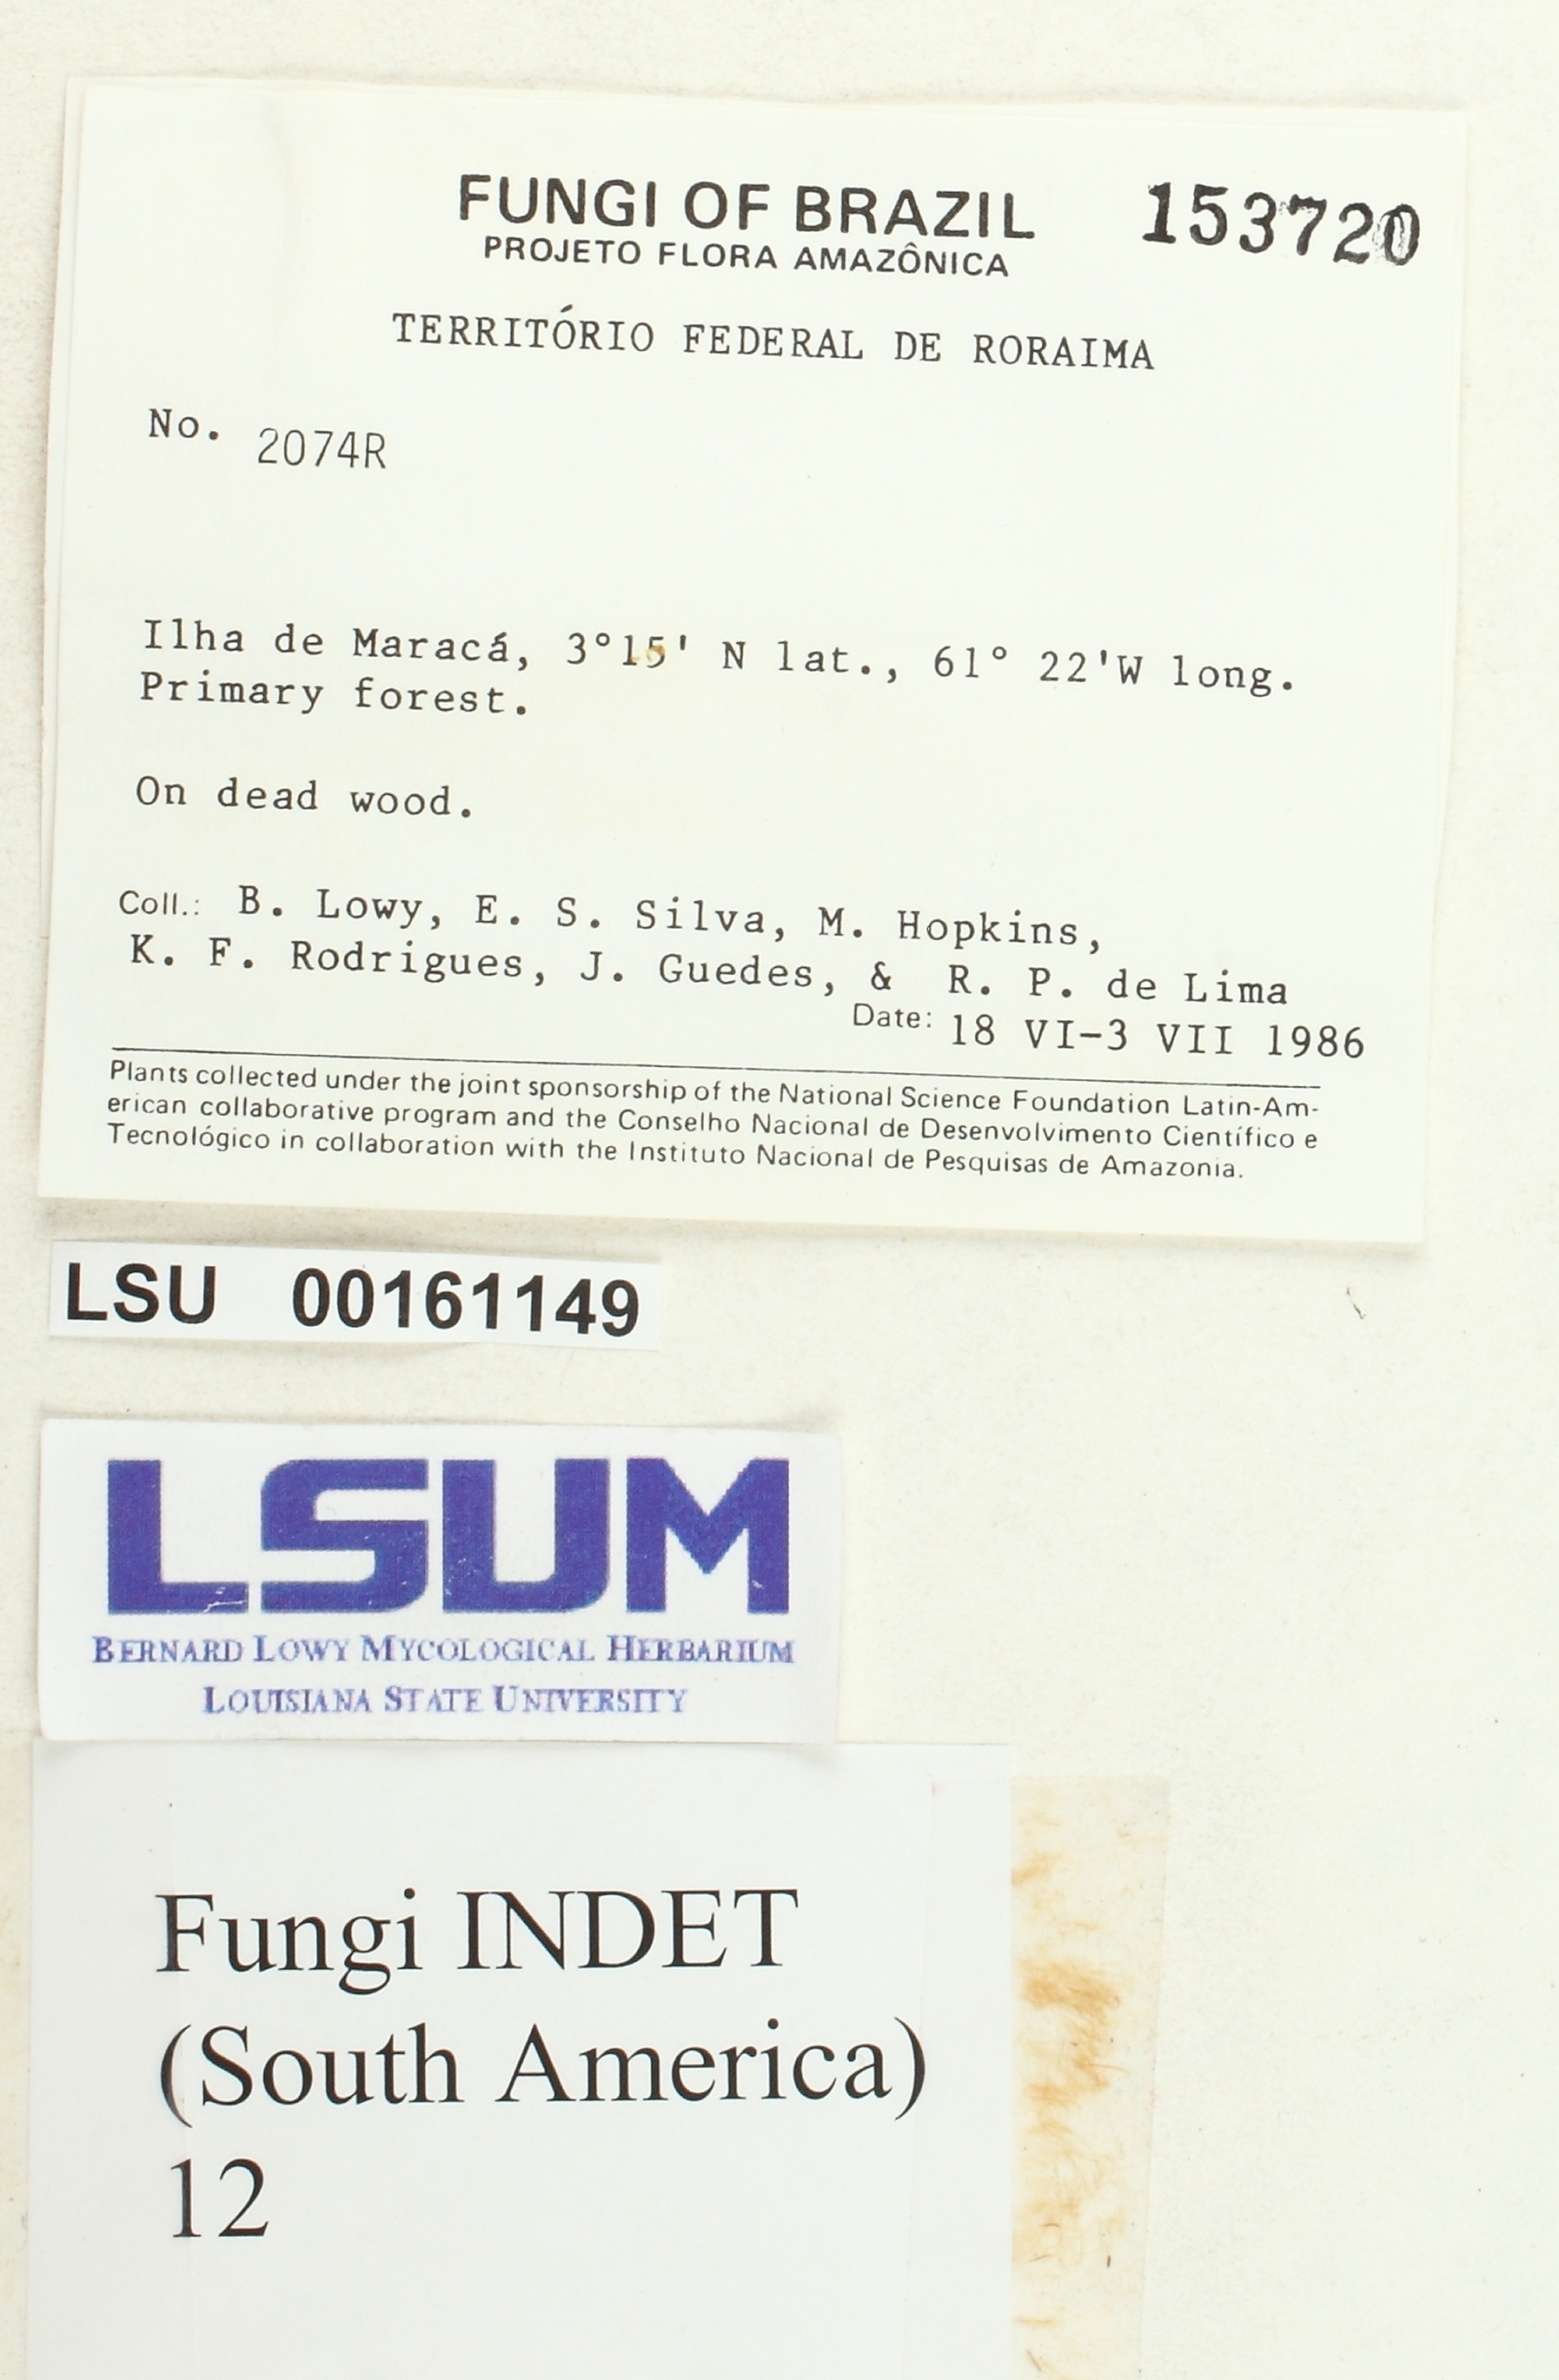 FUNGI OF BRAZIL 153720
PROJETO FLORA AMAZÔNICA
TERRITÓRIO FEDERAL DE RORAIMA
No. 2074R
Ilha de Maracá, 3°15' N lat., 61° 22'W long.
Primary forest.
On dead wood.
Coll.: B. Lowy, E. S. Silva, M. Hopkins,
K. F. Rodrigues, J. Guedes, & R. P. de Lima
Date: 18 VI-3 VII 1986
Plants collected under the joint sponsorship of the National Science Foundation Latin-Am-
erican collaborative program and the Conselho Nacional de Desenvolvimento Científico e
Tecnológico in collaboration with the Instituto Nacional de Pesquisas de Amazonia.
LSU 00161149
LSUM
BERNARD LOWY MYCOLOGICAL HERBARIUM
LOUISIANA STATE UNIVERSITY
Fungi INDET
(South America)
12